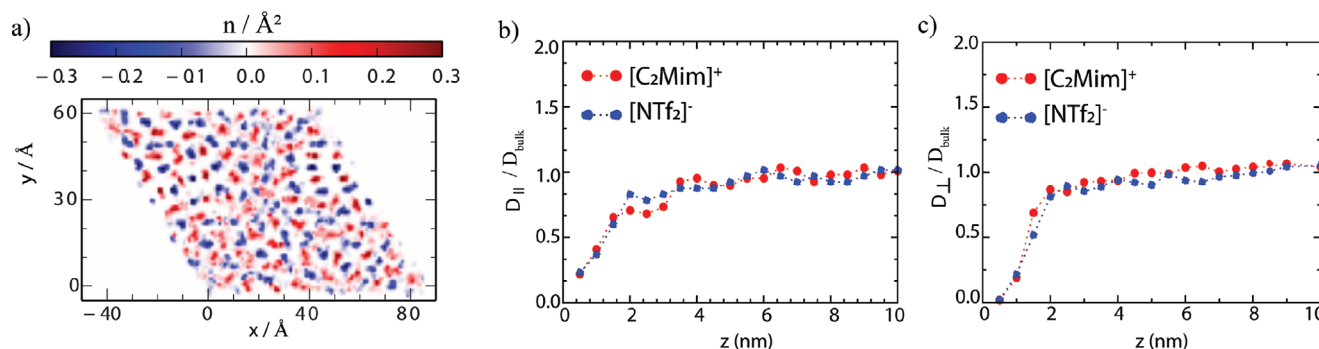 a)
n / Å²
−0.3 −0.2 −0.1 0.0 0.1 0.2 0.3
60
30
0
y / Å
−40 0 40 80
x / Å
b)
2.0
1.5
1.0
0.5
0.0
D|| / Dbulk
[C₂Mim]⁺
[NTf₂]⁻
0 2 4 6 8 10
z (nm)
c)
2.0
1.5
1.0
0.5
0.0
D⊥ / Dbulk
[C₂Mim]⁺
[NTf₂]⁻
0 2 4 6 8 10
z (nm)